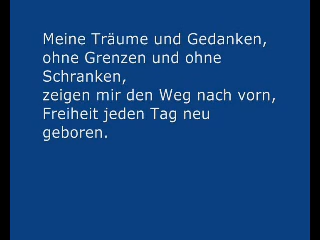 Meine Träume und Gedanken,
ohne Grenzen und ohne
Schranken,
zeigen mir den Weg nach vorn,
Freiheit jeden Tag neu
geboren.